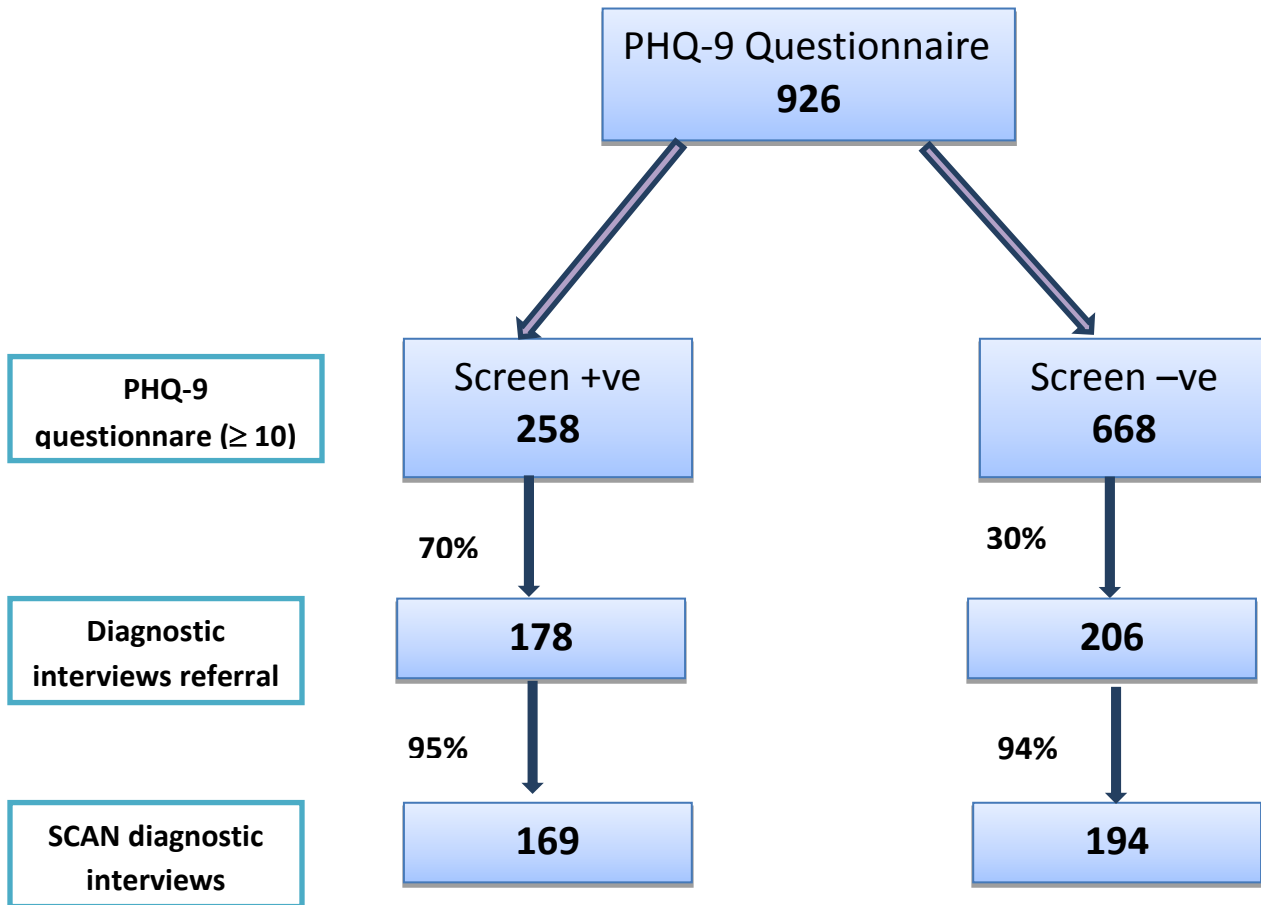 PHQ-9 Questionnaire
926
PHQ-9
questionnare (≥ 10)
Screen +ve
258
Screen –ve
668
70%
30%
Diagnostic
interviews referral
178
206
95%
94%
SCAN diagnostic
interviews
169
194